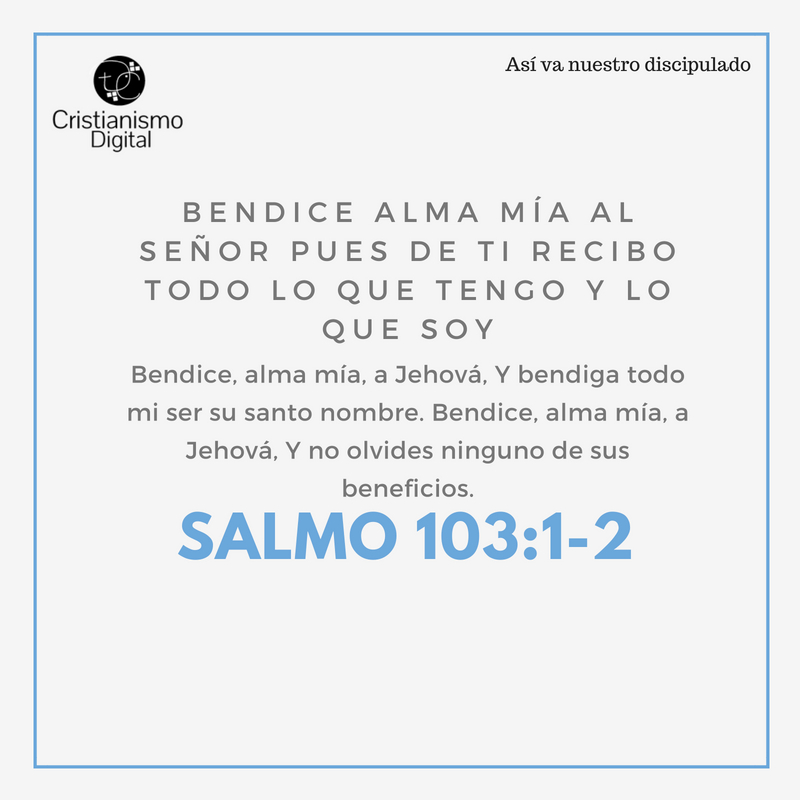 Cristianismo
Digital
Así va nuestro discipulado
BENDICE ALMA MÍA AL
SEÑOR PUES DE TI RECIBO
TODO LO QUE TENGO Y LO
QUE SOY
Bendice, alma mía, a Jehová, Y bendiga todo
mi ser su santo nombre. Bendice, alma mía, a
Jehová, Y no olvides ninguno de sus
beneficios.
SALMO 103:1-2